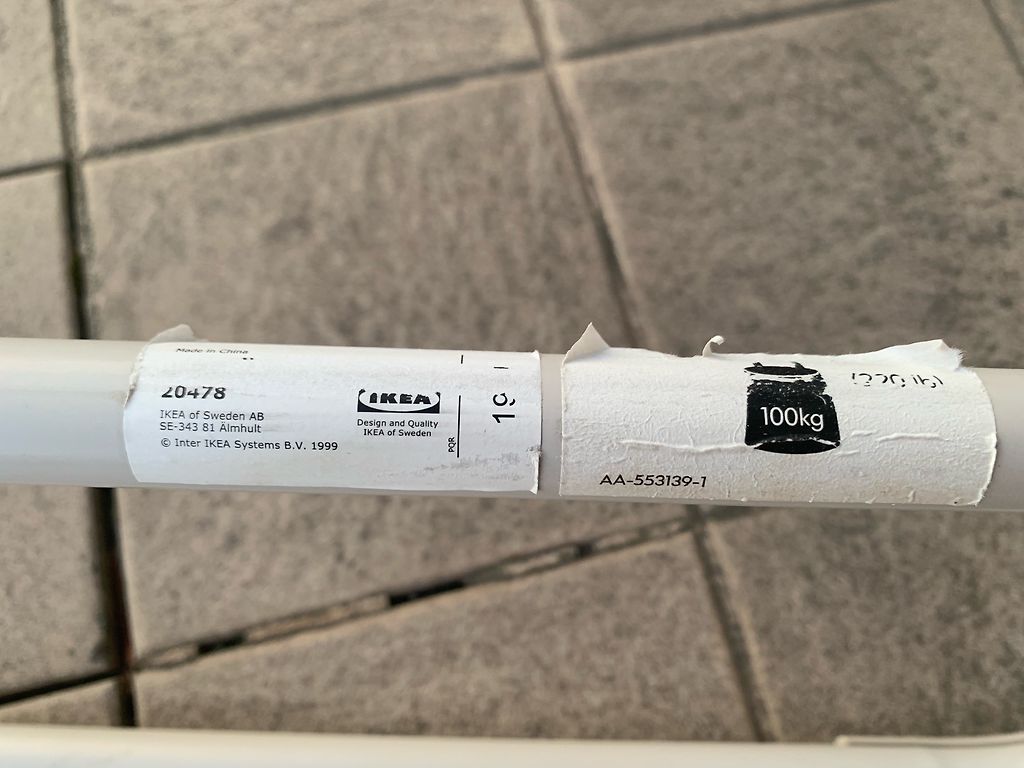 Made in China
20478
IKEA of Sweden AB
SE-343 81 Älmhult
© Inter IKEA Systems B.V. 1999
IKEA
Design and Quality
IKEA of Sweden
PQR
19
100kg
AA-553139-1